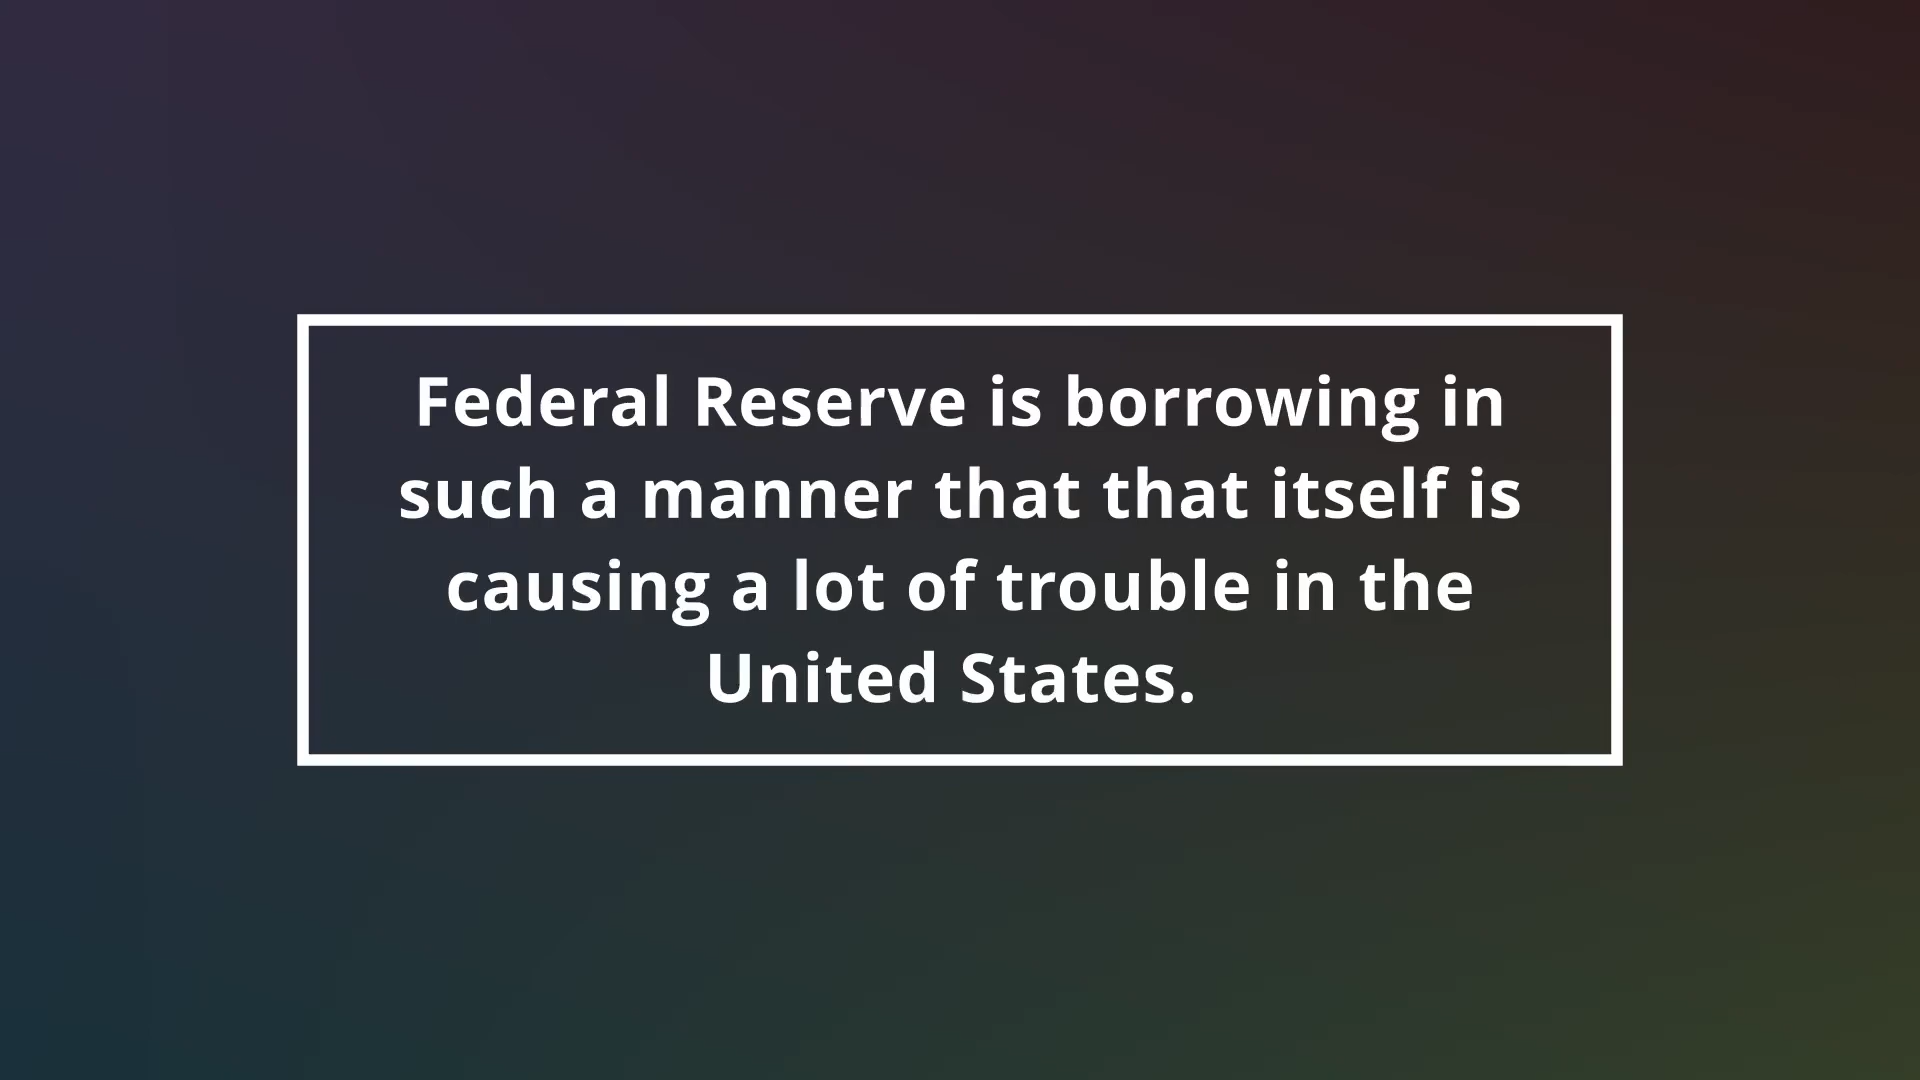 Federal Reserve is borrowing in
such a manner that that itself is
causing a lot of trouble in the
United States.